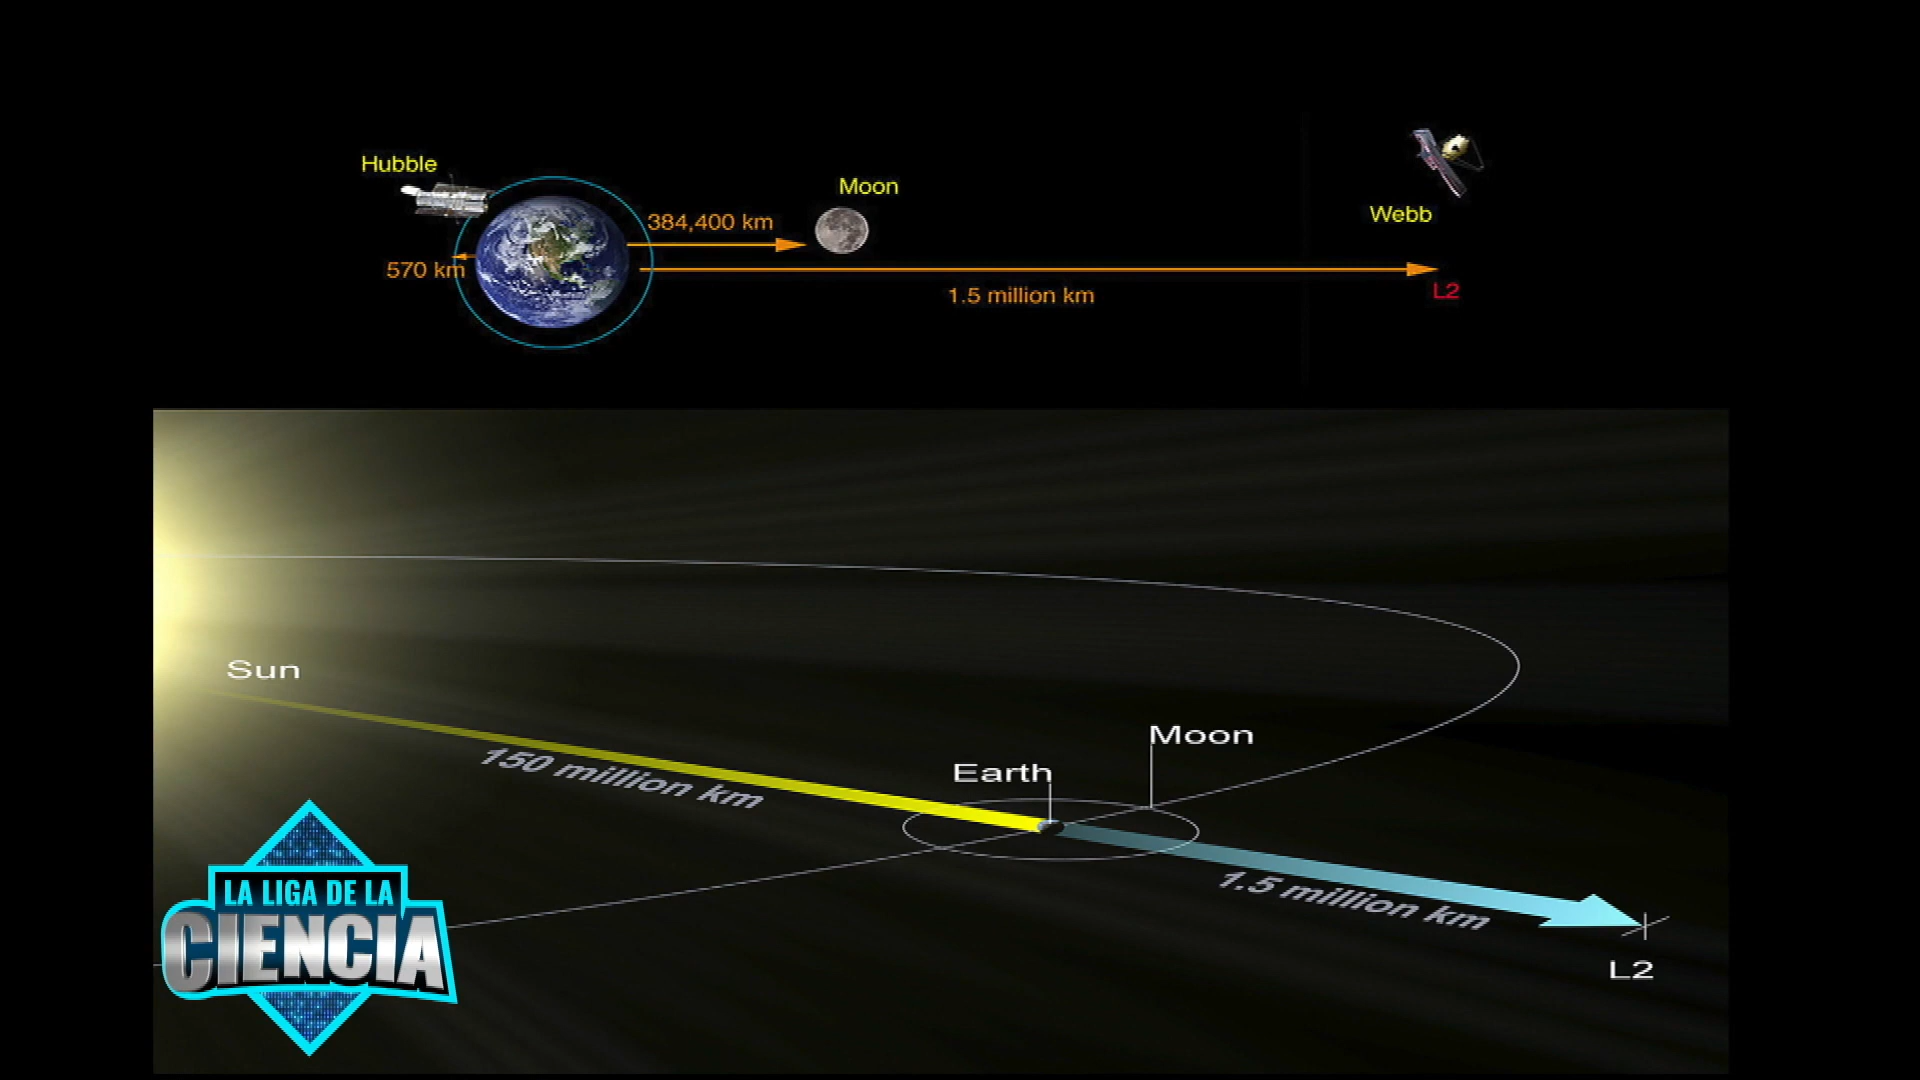 Hubble
Moon
384,400 km
Webb
570 km
L2
1.5 million km
Sun
Moon
150 million km
Earth
1.5 million km
LA LIGA DE LA
CIENCIA
L2